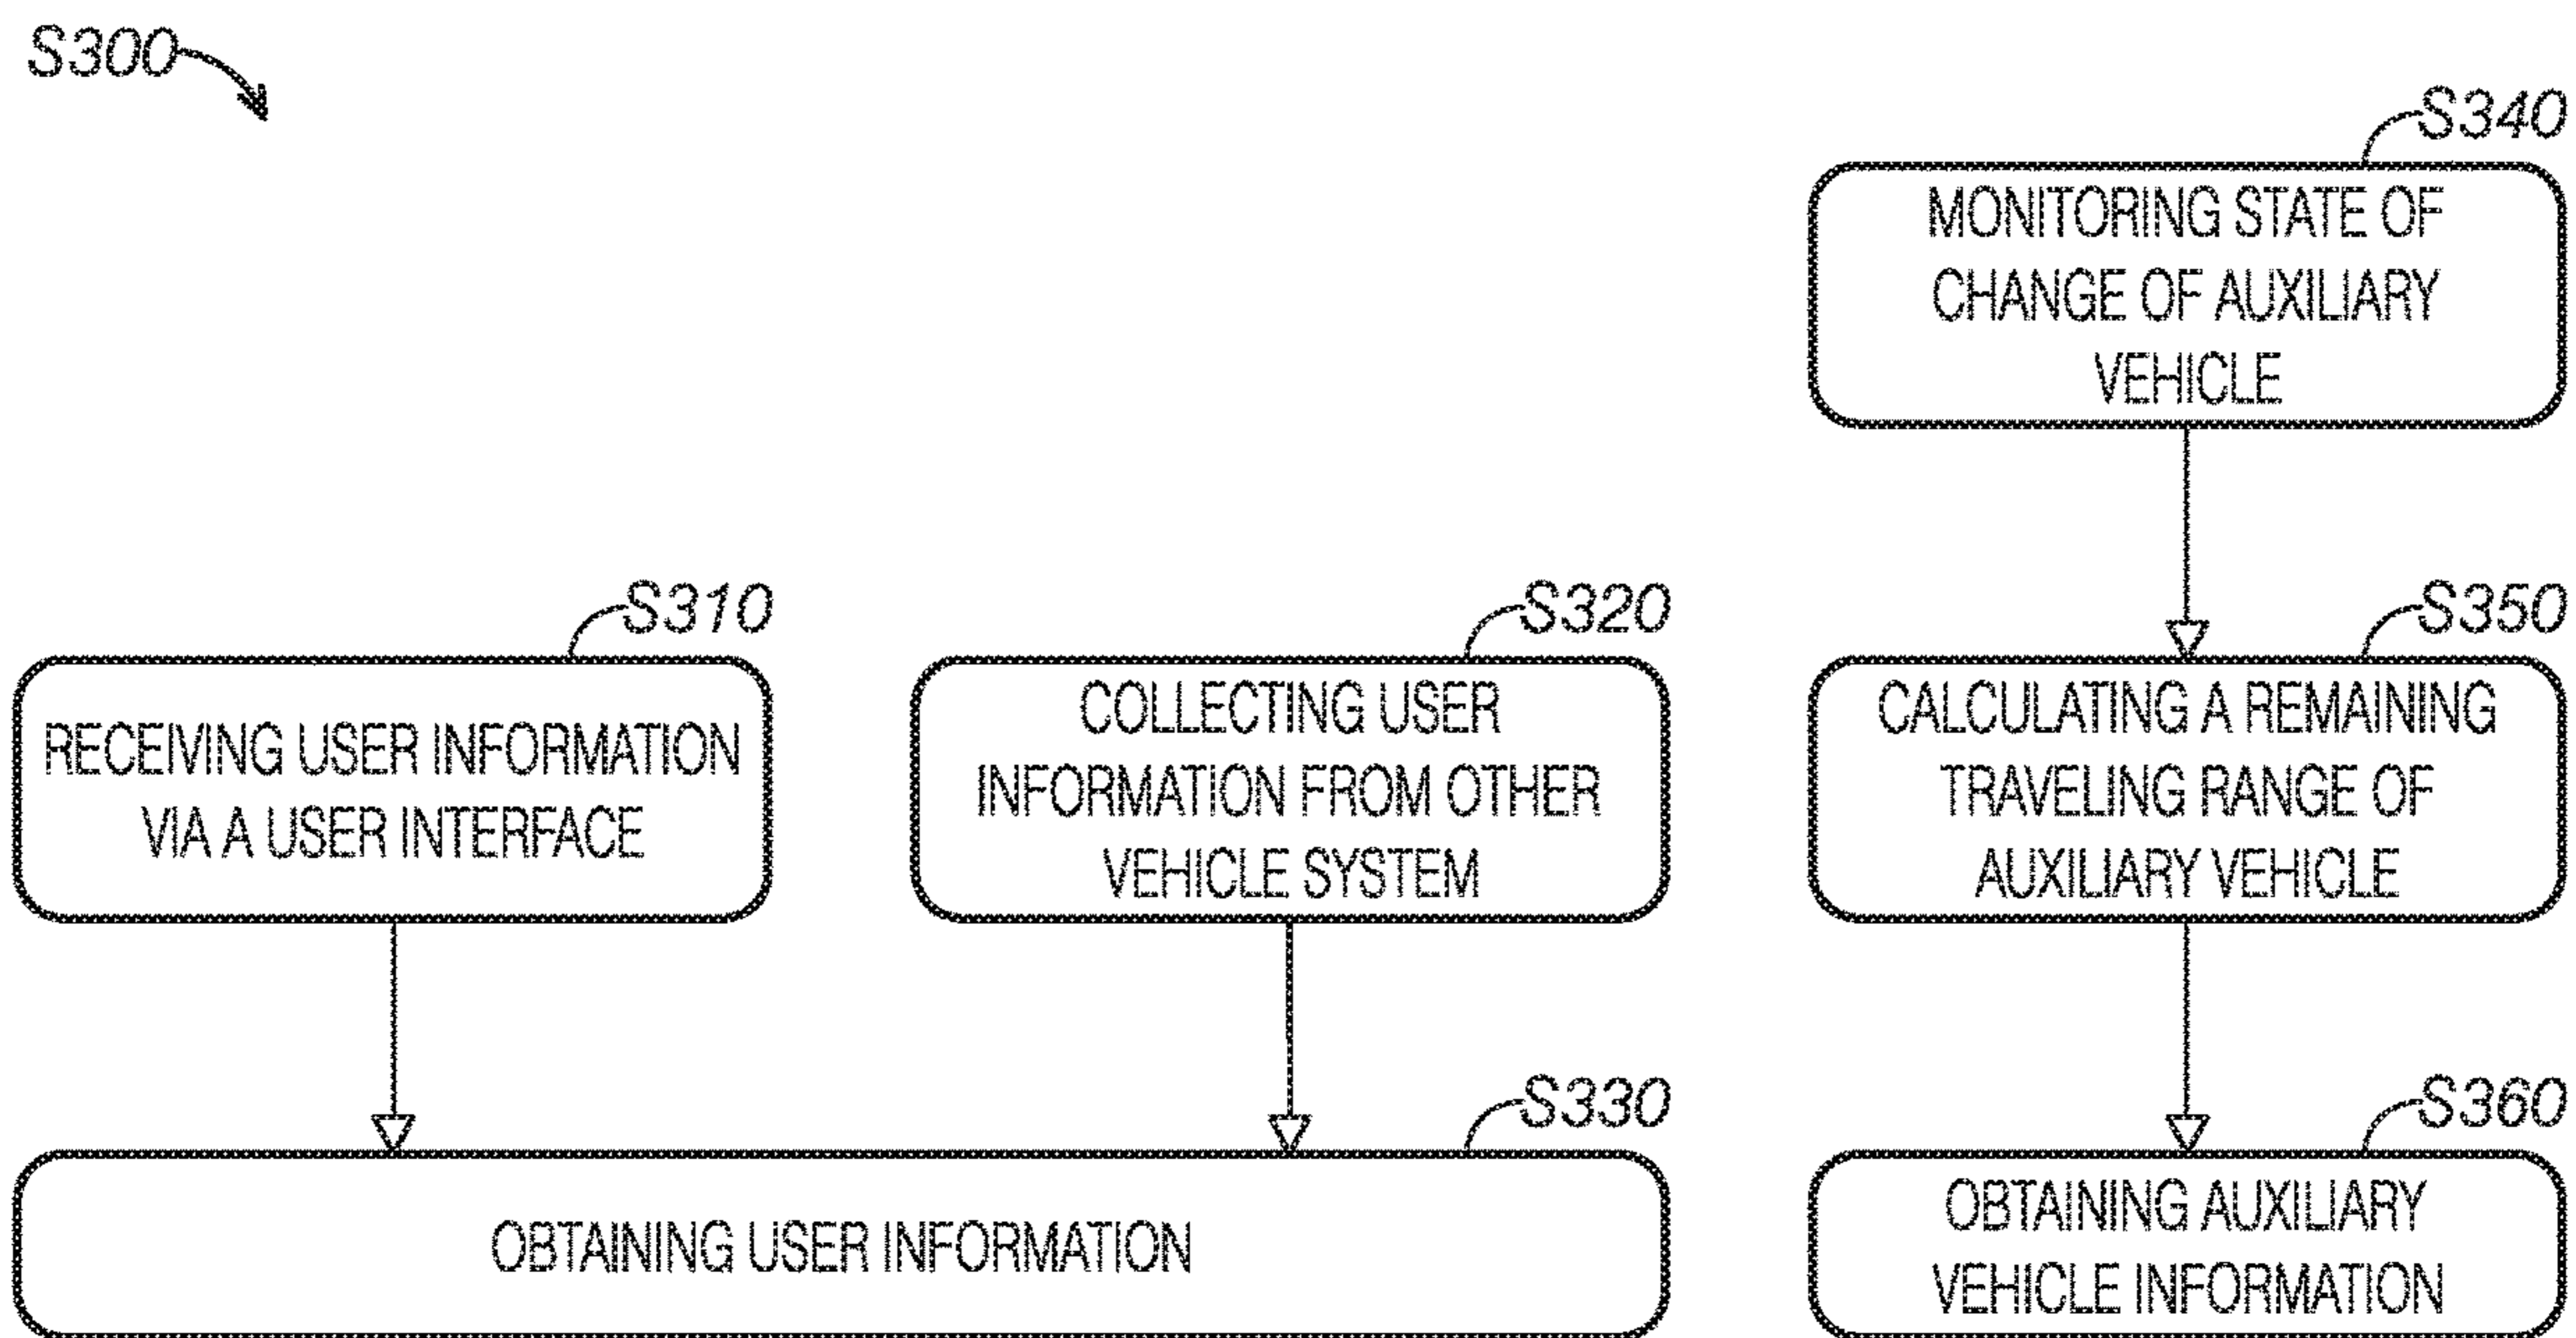 S300
S340
MONITORING STATE OF
CHANGE OF AUXILIARY
VEHICLE
S310
RECEIVING USER INFORMATION
VIA A USER INTERFACE
S320
COLLECTING USER
INFORMATION FROM OTHER
VEHICLE SYSTEM
S350
CALCULATING A REMAINING
TRAVELING RANGE OF
AUXILIARY VEHICLE
S330
OBTAINING USER INFORMATION
S360
OBTAINING AUXILIARY
VEHICLE INFORMATION